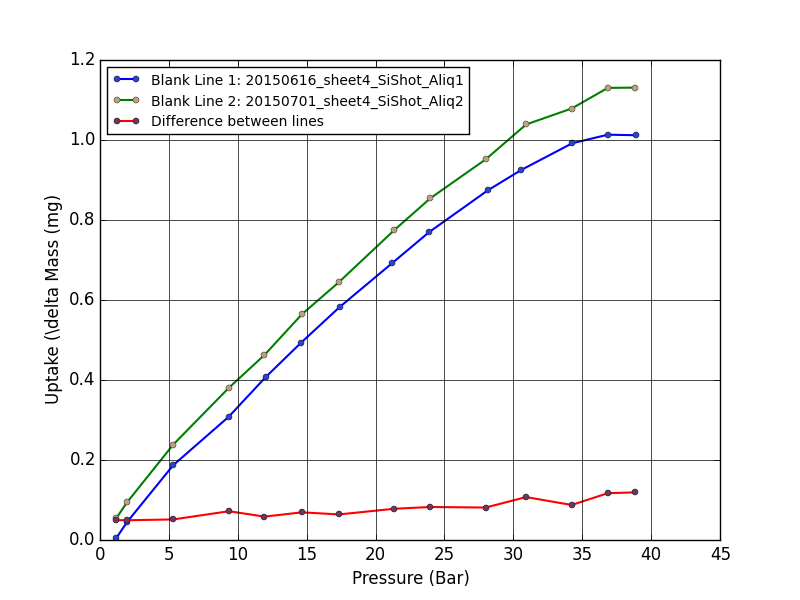 Blank Line 1: 20150616_sheet4_SiShot_Aliq1
Blank Line 2: 20150701_sheet4_SiShot_Aliq2
Difference between lines
1.2
1.0
0.8
0.6
0.4
0.2
0.0
Uptake (\delta Mass (mg)
0 5 10 15 20 25 30 35 40 45
Pressure (Bar)